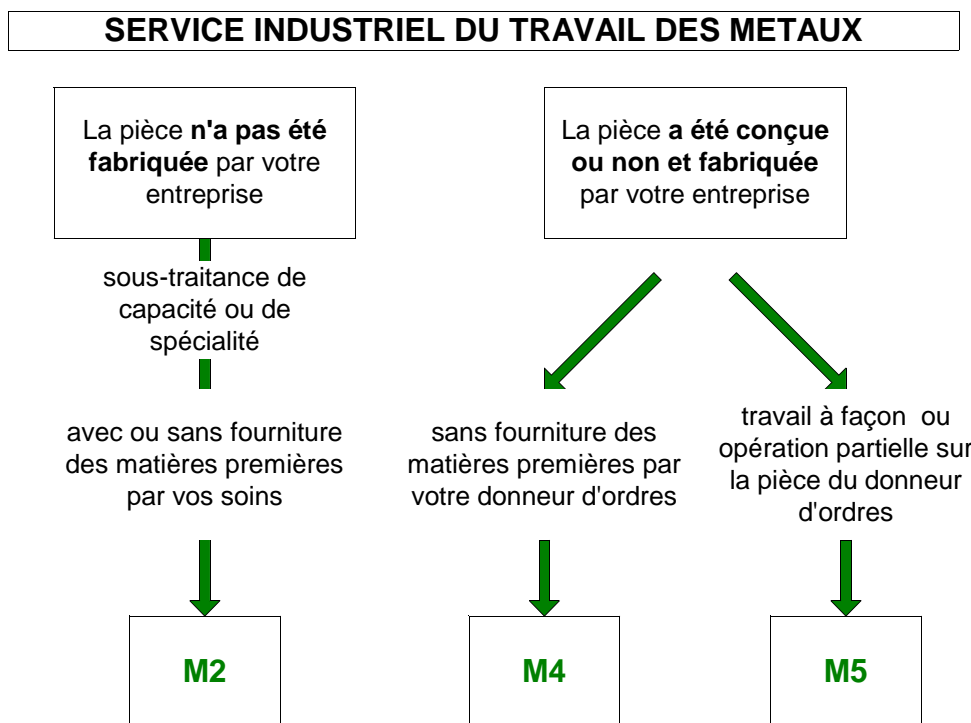 SERVICE INDUSTRIEL DU TRAVAIL DES METAUX
La pièce n'a pas été
fabriquée par votre
entreprise
La pièce a été conçue
ou non et fabriquée
par votre entreprise
sous-traitance de
capacité ou de
spécialité
avec ou sans fourniture
des matières premières
par vos soins
sans fourniture des
matières premières par
votre donneur d'ordres
travail à façon ou
opération partielle sur
la pièce du donneur
d'ordres
M2
M4
M5